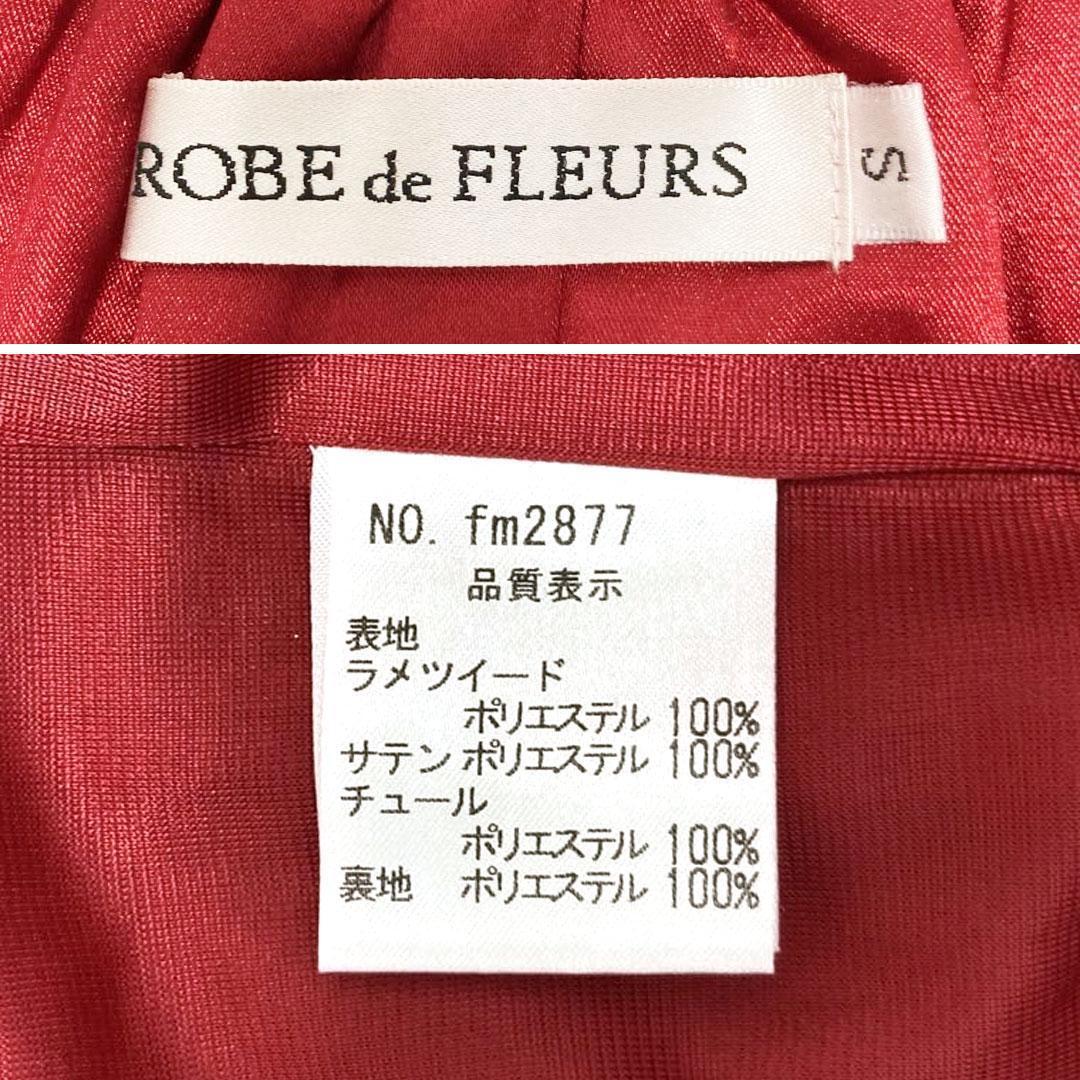 ROBE de FLEURS
S
NO. fm2877
品質表示
表地
ラメツイード
ポリエステル 100%
サテン ポリエステル 100%
チュール
ポリエステル 100%
裏地 ポリエステル 100%